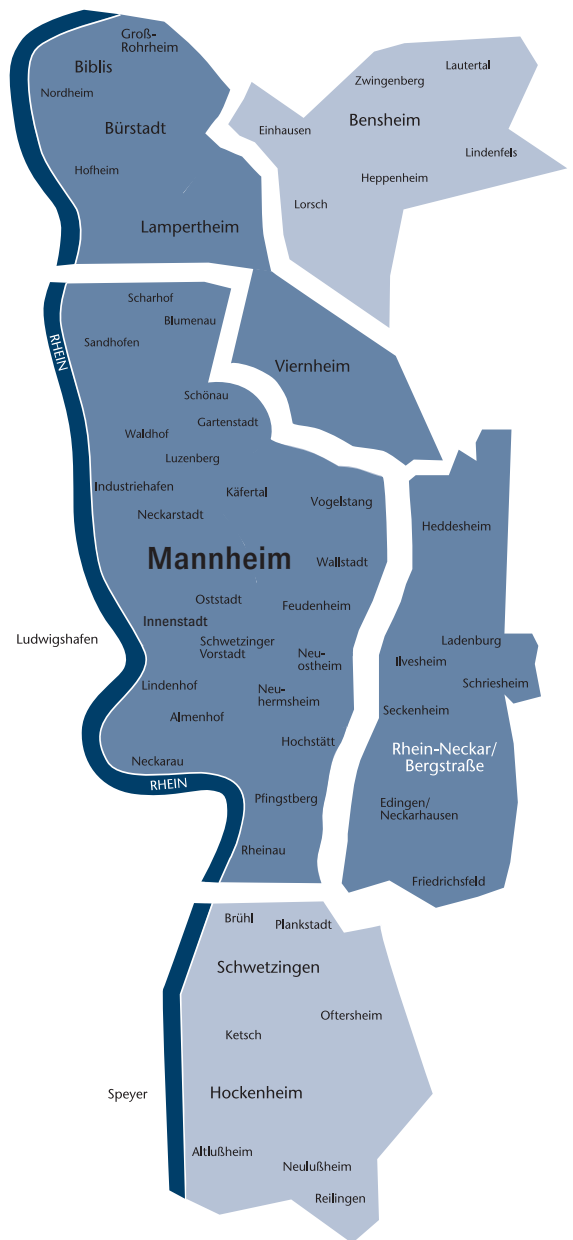 Groß-
Rohrheim
Biblis
Nordheim
Bürstadt
Hofheim
Lampertheim
Lautertal
Zwingenberg
Bensheim
Einhausen
Lindenfels
Heppenheim
Lorsch
Scharhof
Blumenau
RHEIN
Sandhofen
Viernheim
Schönau
Gartenstadt
Waldhof
Luzenberg
Industriehafen
Käfertal
Vogelstang
Neckarstadt
Mannheim
Wallstadt
Oststadt
Feudenheim
Innenstadt
Ludwigshafen
Schwetzinger
Vorstadt
Neu-
ostheim
Lindenhof
Neu-
hermsheim
Almenhof
Hochstätt
Neckarau
RHEIN
Pfingstberg
Rheinau
Heddesheim
Ladenburg
Ilvesheim
Schriesheim
Seckenheim
Rhein-Neckar/
Bergstraße
Edingen/
Neckarhausen
Friedrichsfeld
Brühl
Plankstadt
Schwetzingen
Oftersheim
Ketsch
Speyer
Hockenheim
Altlußheim
Neulußheim
Reilingen